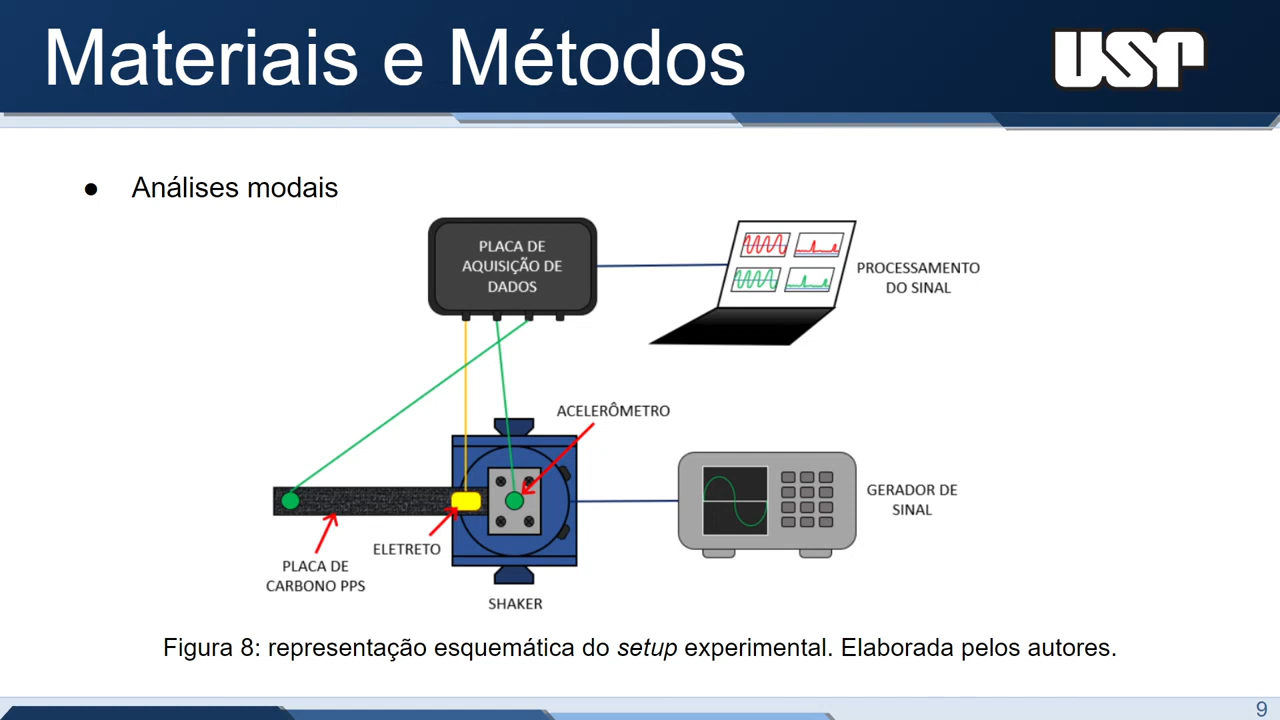 Materiais e Métodos
USP
● Análises modais
PLACA DE
AQUISIÇÃO DE
DADOS
PROCESSAMENTO
DO SINAL
ACELERÔMETRO
GERADOR DE
SINAL
ELETRETO
PLACA DE
CARBONO PPS
SHAKER
Figura 8: representação esquemática do setup experimental. Elaborada pelos autores.
9